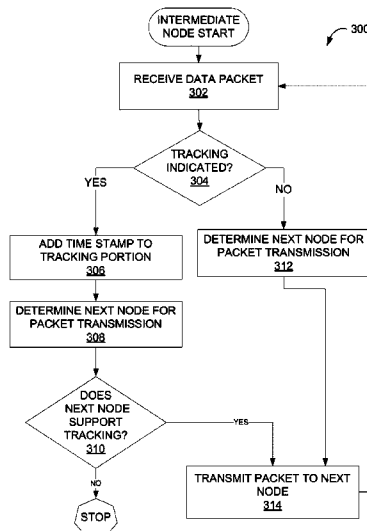 INTERMEDIATE
NODE START
300
RECEIVE DATA PACKET
302
TRACKING
INDICATED?
304
YES
NO
ADD TIME STAMP TO
TRACKING PORTION
306
DETERMINE NEXT NODE FOR
PACKET TRANSMISSION
312
DETERMINE NEXT NODE FOR
PACKET TRANSMISSION
308
DOES
NEXT NODE
SUPPORT
TRACKING?
310
YES
NO
TRANSMIT PACKET TO NEXT
NODE
314
STOP